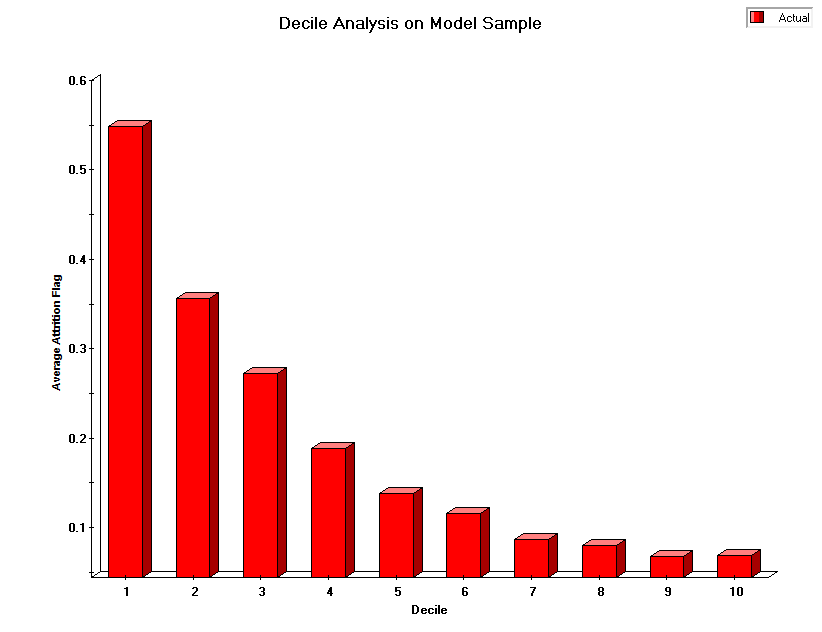 Decile Analysis on Model Sample
Actual
0.6
0.5
0.4
0.3
0.2
0.1
Average Attrition Flag
1 2 3 4 5 6 7 8 9 10
Decile